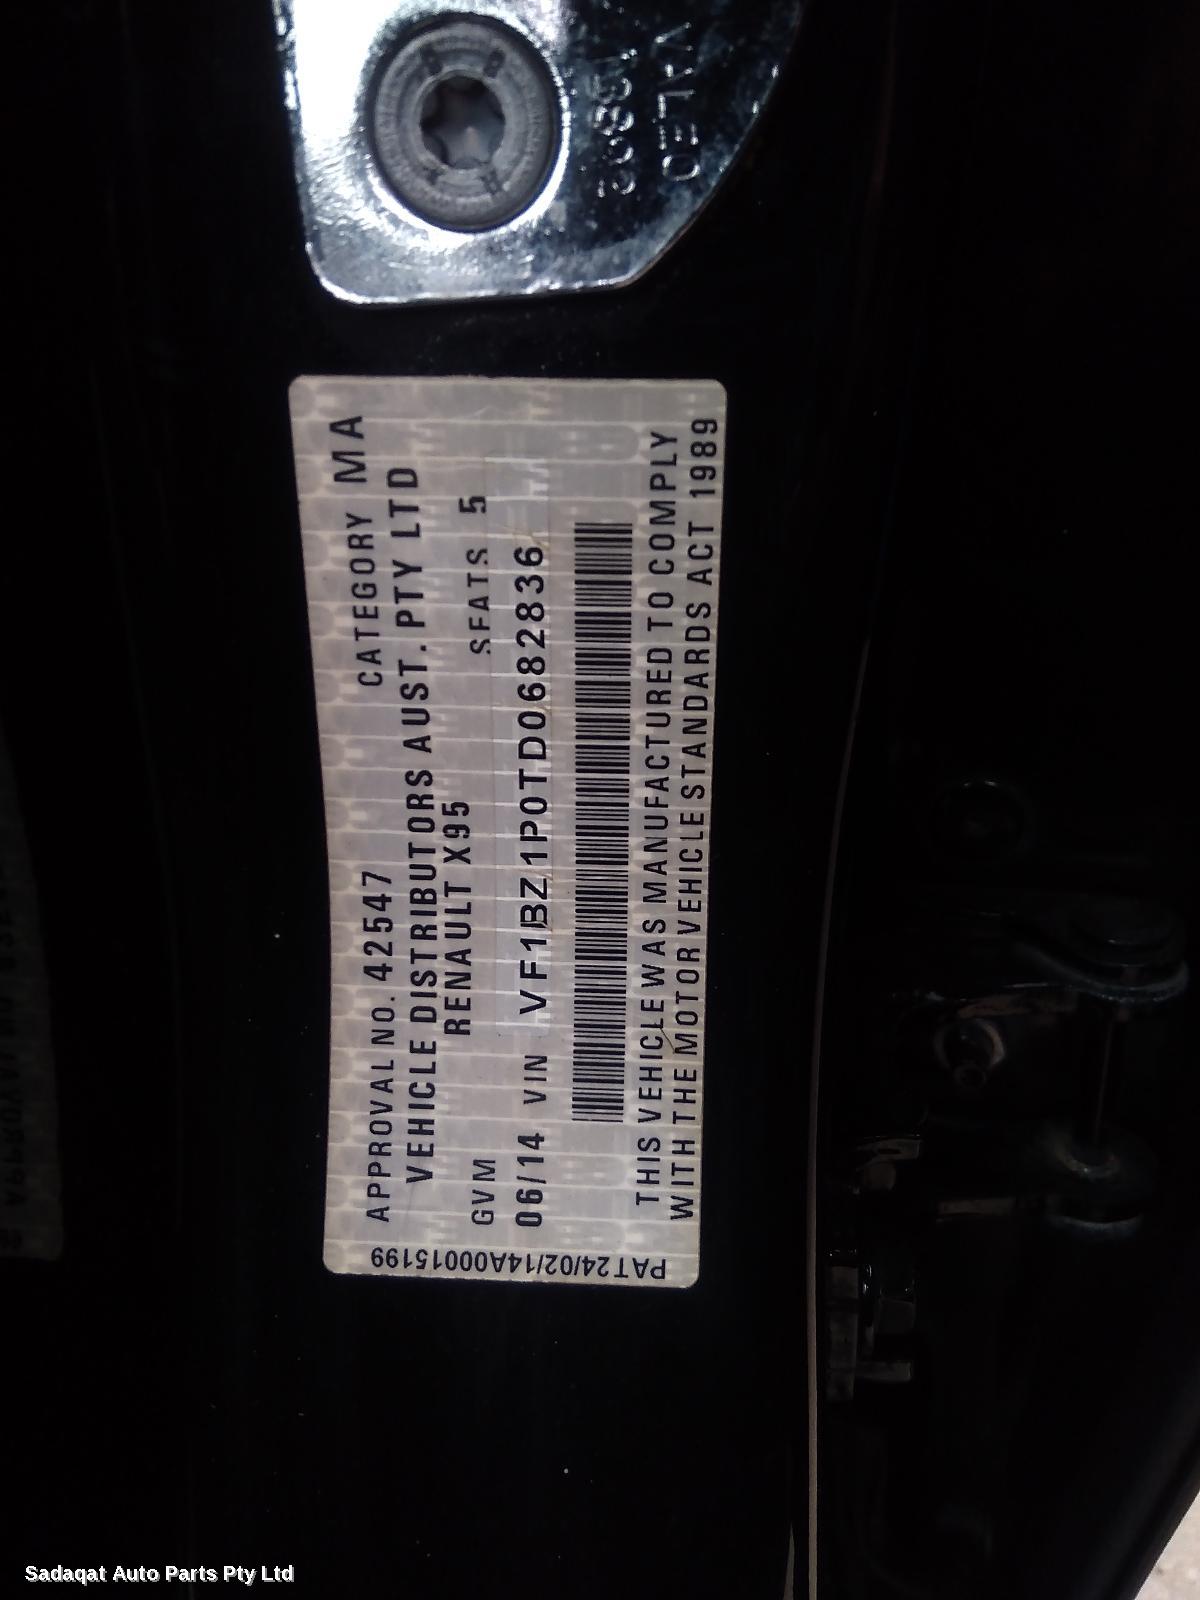 VALEO
APPROVAL NO. 42547 CATEGORY MA
VEHICLE DISTRIBUTORS AUST. PTY LTD
RENAULT X95
GVM SEATS 5
06/14 VIN VF1BZ1P0TD0682836
THIS VEHICLE WAS MANUFACTURED TO COMPLY
WITH THE MOTOR VEHICLE STANDARDS ACT 1989
PAT24/02/14A00015199
Sadaqat Auto Parts Pty Ltd